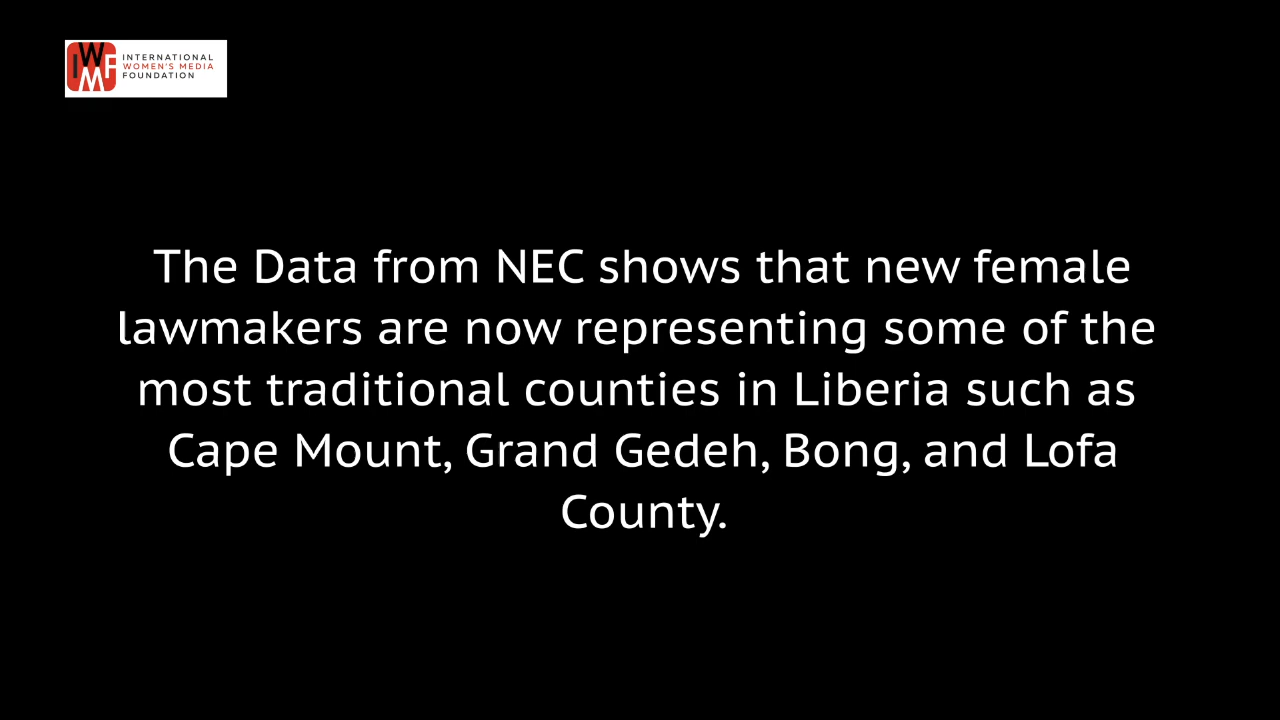 IWMF
INTERNATIONAL
WOMEN'S MEDIA
FOUNDATION
The Data from NEC shows that new female
lawmakers are now representing some of the
most traditional counties in Liberia such as
Cape Mount, Grand Gedeh, Bong, and Lofa
County.